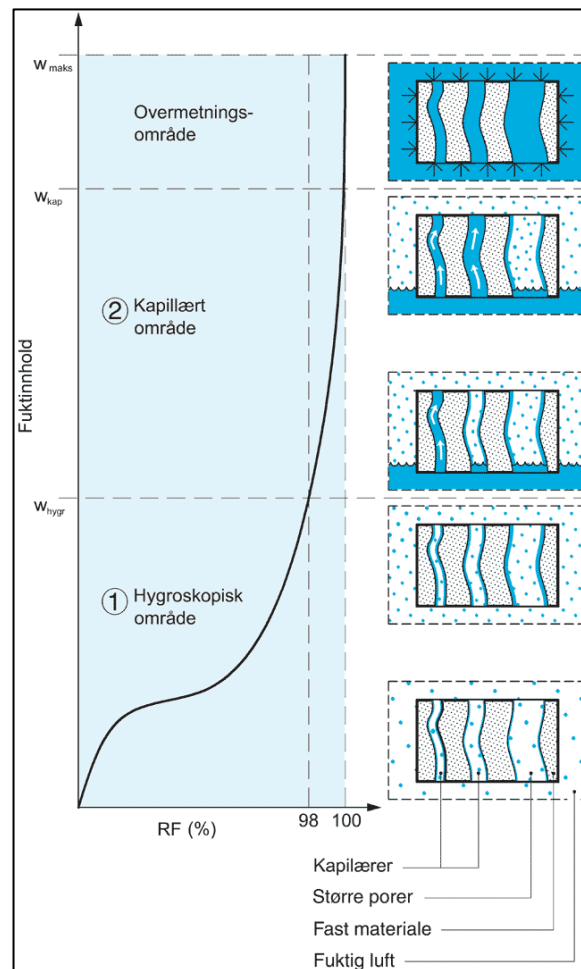 w maks
Overmetnings-
område
w kap
② Kapillært
område
Fuktinnhold
w hygr
① Hygroskopisk
område
RF (%)
98
100
Kapilærer
Større porer
Fast materiale
Fuktig luft